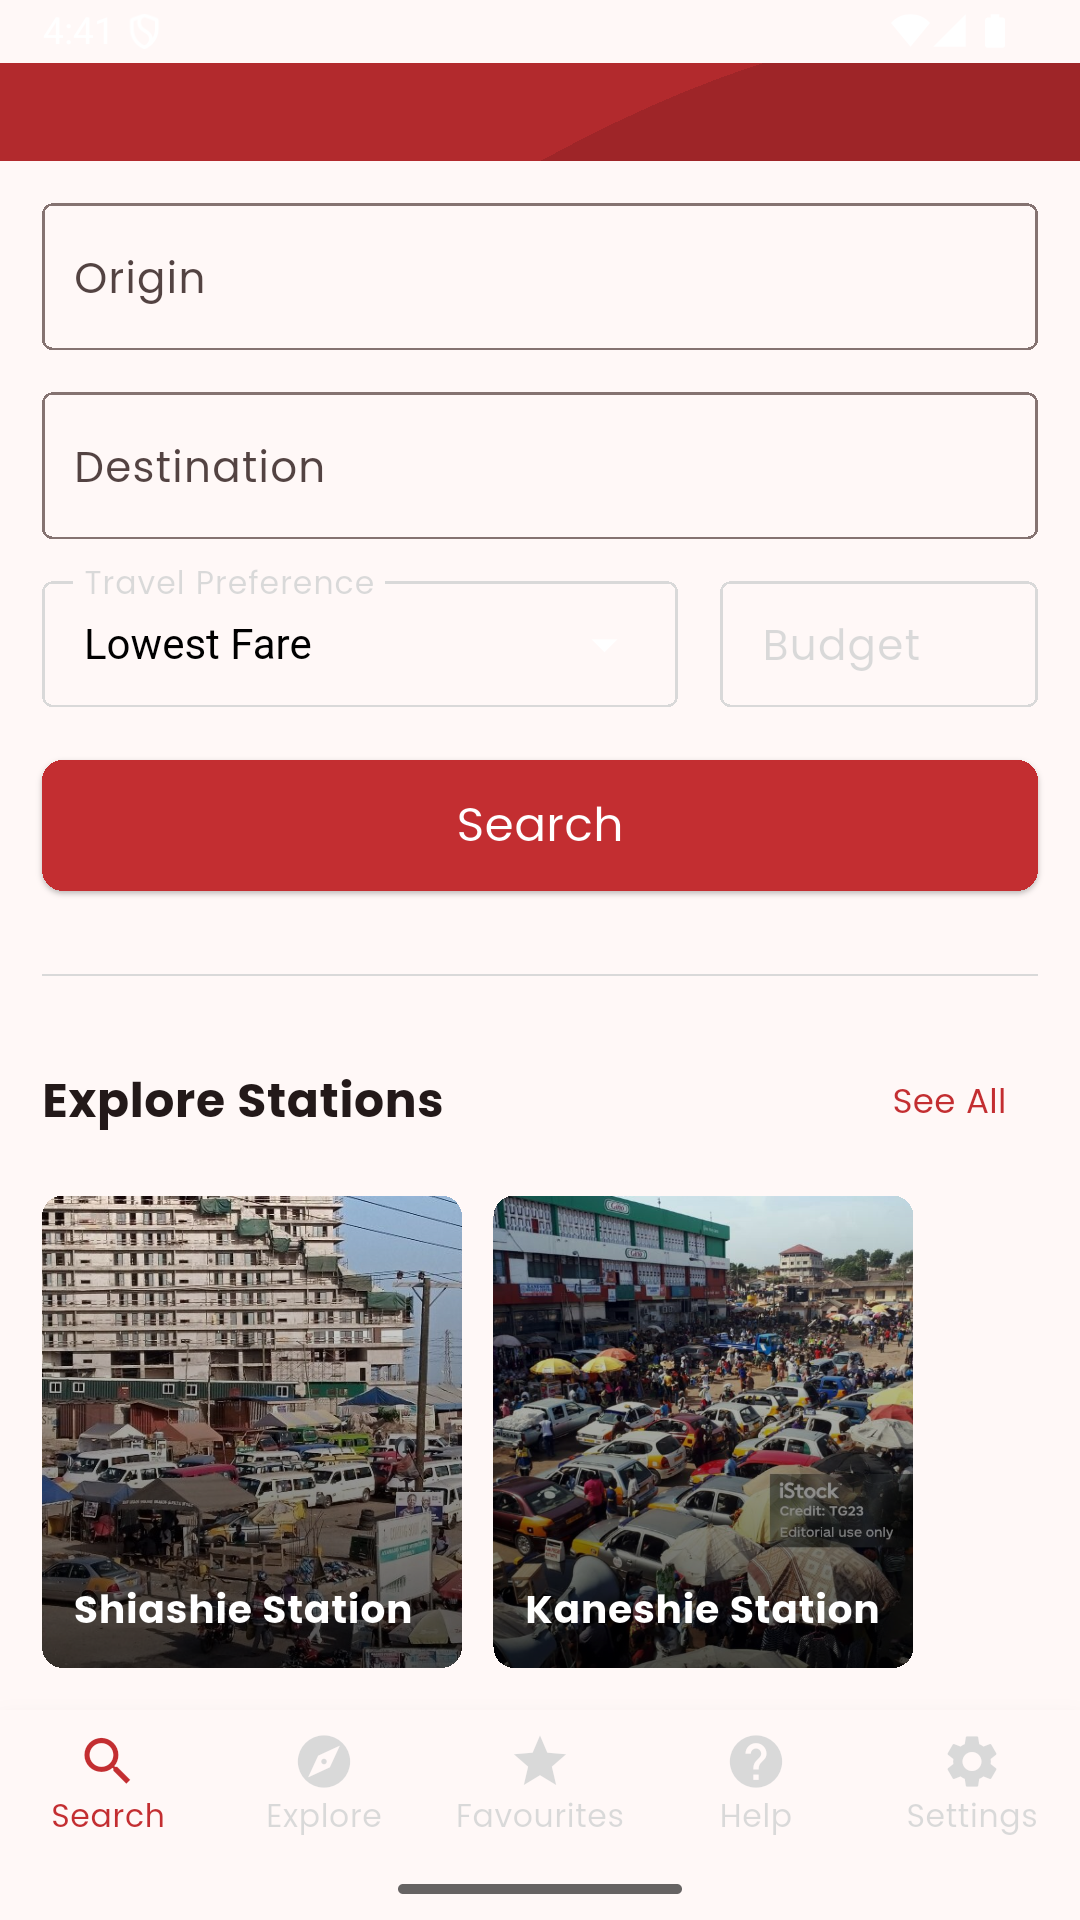 4:41
Origin
Destination
Travel Preference
Lowest Fare
Budget
Search
Explore Stations
See All
iStock
Credit: TG23
Editorial use only
Shiashie Station
Kaneshie Station
Search
Explore
Favourites
Help
Settings